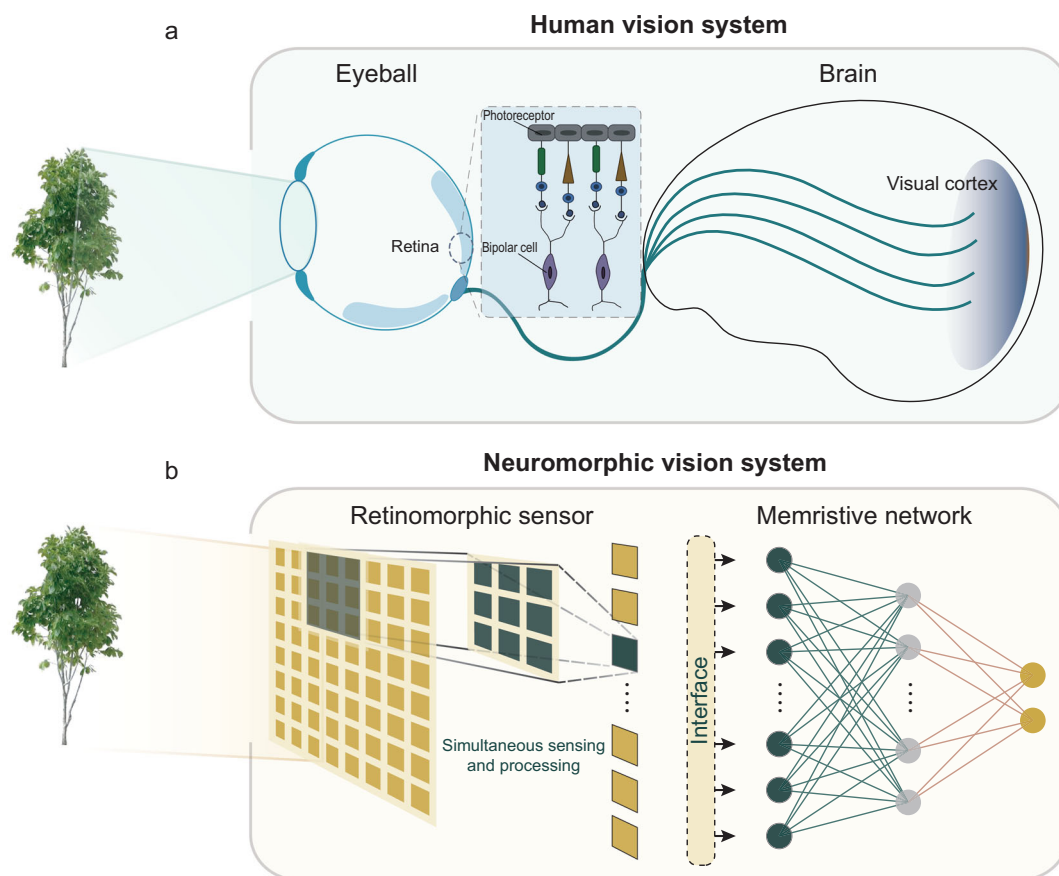 a
Human vision system
Eyeball
Brain
Photoreceptor
Visual cortex
Retina
Bipolar cell
b
Neuromorphic vision system
Retinomorphic sensor
Memristive network
Interface
Simultaneous sensing
and processing